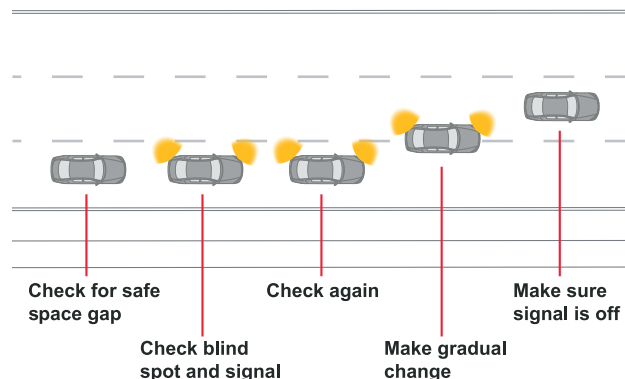 Check for safe
space gap
Check blind
spot and signal
Check again
Make gradual
change
Make sure
signal is off